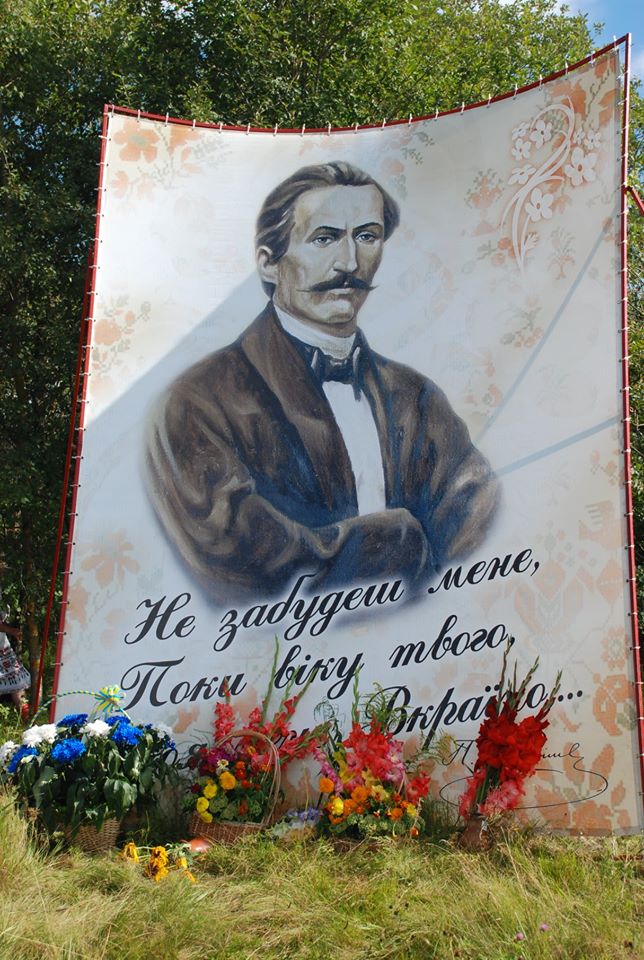 Не забудеш мене,
Поки віку твого,
Вкраїно,...
П.